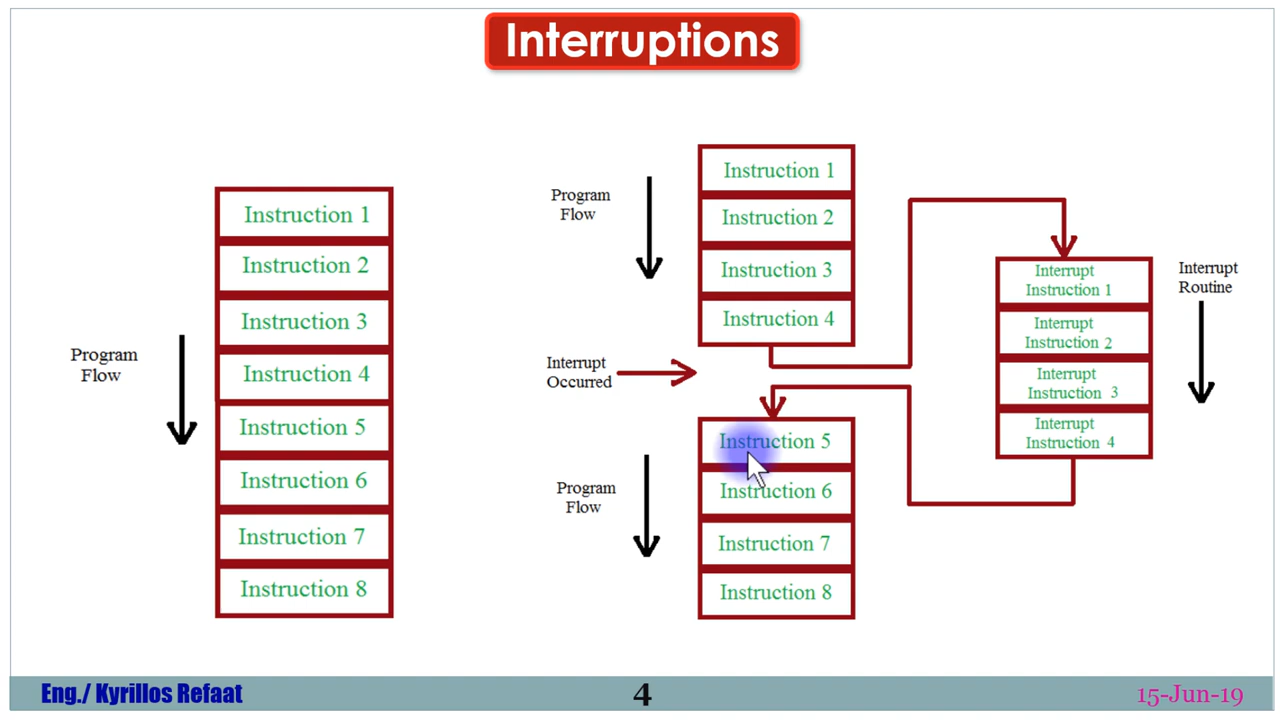 Interruptions
Program
Flow
Instruction 1
Instruction 2
Instruction 3
Instruction 4
Instruction 5
Instruction 6
Instruction 7
Instruction 8
Program
Flow
Instruction 1
Instruction 2
Instruction 3
Instruction 4
Interrupt
Occurred
Program
Flow
Instruction 5
Instruction 6
Instruction 7
Instruction 8
Interrupt
Instruction 1
Interrupt
Instruction 2
Interrupt
Instruction 3
Interrupt
Instruction 4
Interrupt
Routine
Eng./ Kyrillos Refaat
4
15-Jun-19